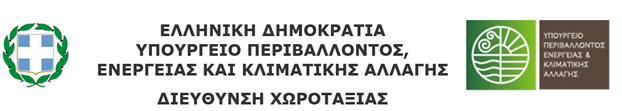 ΕΛΛΗΝΙΚΗ ΔΗΜΟΚΡΑΤΙΑ
ΥΠΟΥΡΓΕΙΟ ΠΕΡΙΒΑΛΛΟΝΤΟΣ,
ΕΝΕΡΓΕΙΑΣ ΚΑΙ ΚΛΙΜΑΤΙΚΗΣ ΑΛΛΑΓΗΣ
ΔΙΕΥΘΥΝΣΗ ΧΩΡΟΤΑΞΙΑΣ
ΥΠΟΥΡΓΕΙΟ
ΠΕΡΙΒΑΛΛΟΝΤΟΣ
ΕΝΕΡΓΕΙΑΣ &
ΚΛΙΜΑΤΙΚΗΣ
ΑΛΛΑΓΗΣ